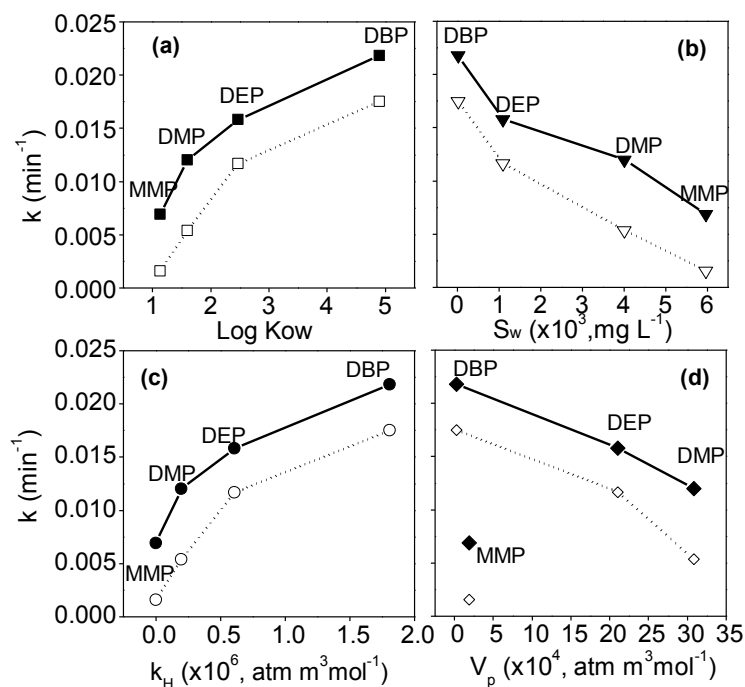 (a)
DBP
DEP
DMP
MMP
0.025
0.020
0.015
0.010
0.005
0.000
k (min⁻¹)
1 2 3 4 5
Log Kow
DBP
(b)
DEP
DMP
MMP
0 1 2 3 4 5 6
Sw (x10³,mg L⁻¹)
(c)
DBP
DEP
DMP
MMP
0.025
0.020
0.015
0.010
0.005
0.000
k (min⁻¹)
0.0 0.5 1.0 1.5 2.0
k_H (x10⁶, atm m³mol⁻¹)
DBP
(d)
DEP
DMP
MMP
0 5 10 15 20 25 30 35
V_p (x10⁴, atm m³mol⁻¹)